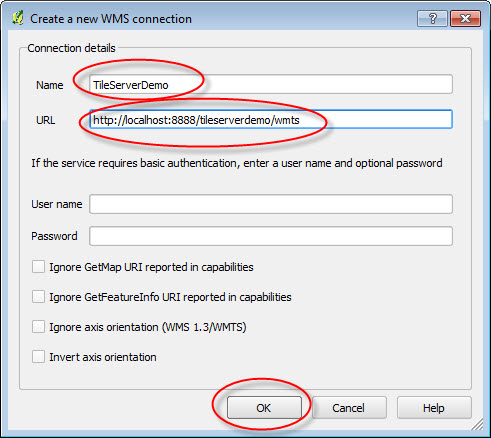 Create a new WMS connection
Connection details
Name TileServerDemo
URL http://localhost:8888/tileserverdemo/wmts
If the service requires basic authentication, enter a user name and optional password
User name
Password
Ignore GetMap URI reported in capabilities
Ignore GetFeatureInfo URI reported in capabilities
Ignore axis orientation (WMS 1.3/WMTS)
Invert axis orientation
OK Cancel Help